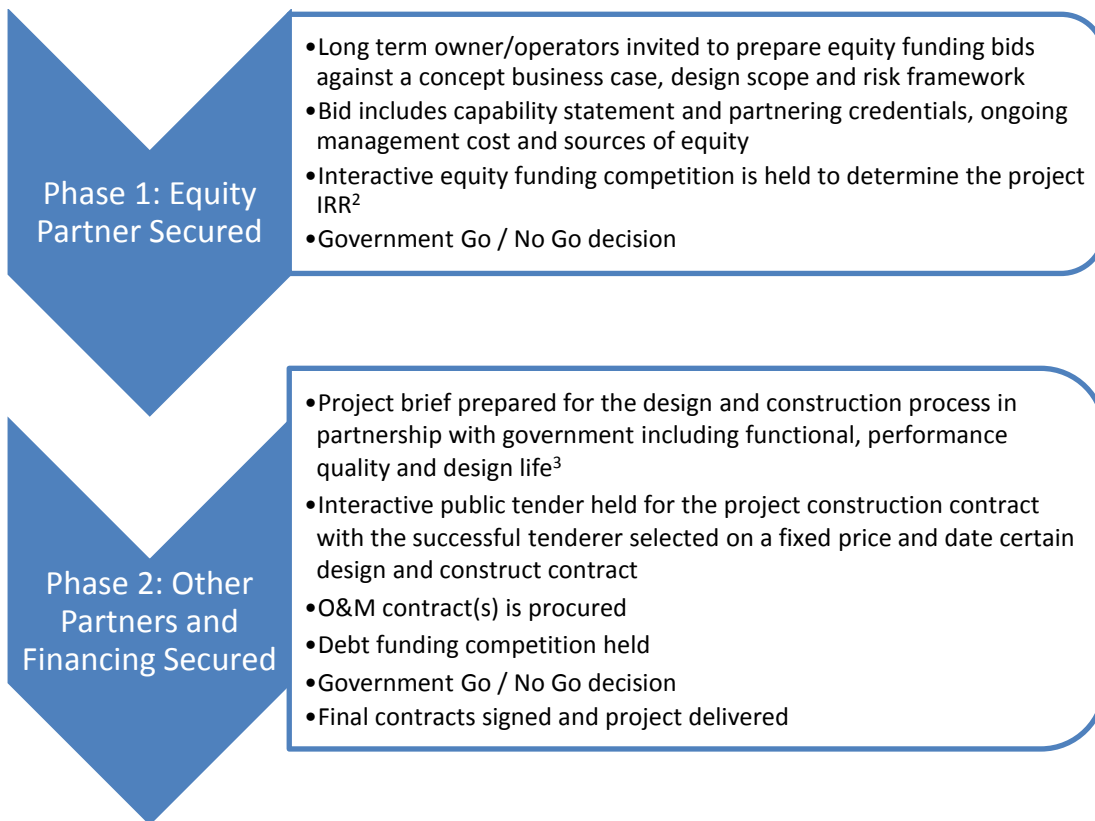 Phase 1: Equity
Partner Secured
•Long term owner/operators invited to prepare equity funding bids
against a concept business case, design scope and risk framework
•Bid includes capability statement and partnering credentials, ongoing
management cost and sources of equity
•Interactive equity funding competition is held to determine the project
IRR²
•Government Go / No Go decision
Phase 2: Other
Partners and
Financing Secured
•Project brief prepared for the design and construction process in
partnership with government including functional, performance
quality and design life³
•Interactive public tender held for the project construction contract
with the successful tenderer selected on a fixed price and date certain
design and construct contract
•O&M contract(s) is procured
•Debt funding competition held
•Government Go / No Go decision
•Final contracts signed and project delivered